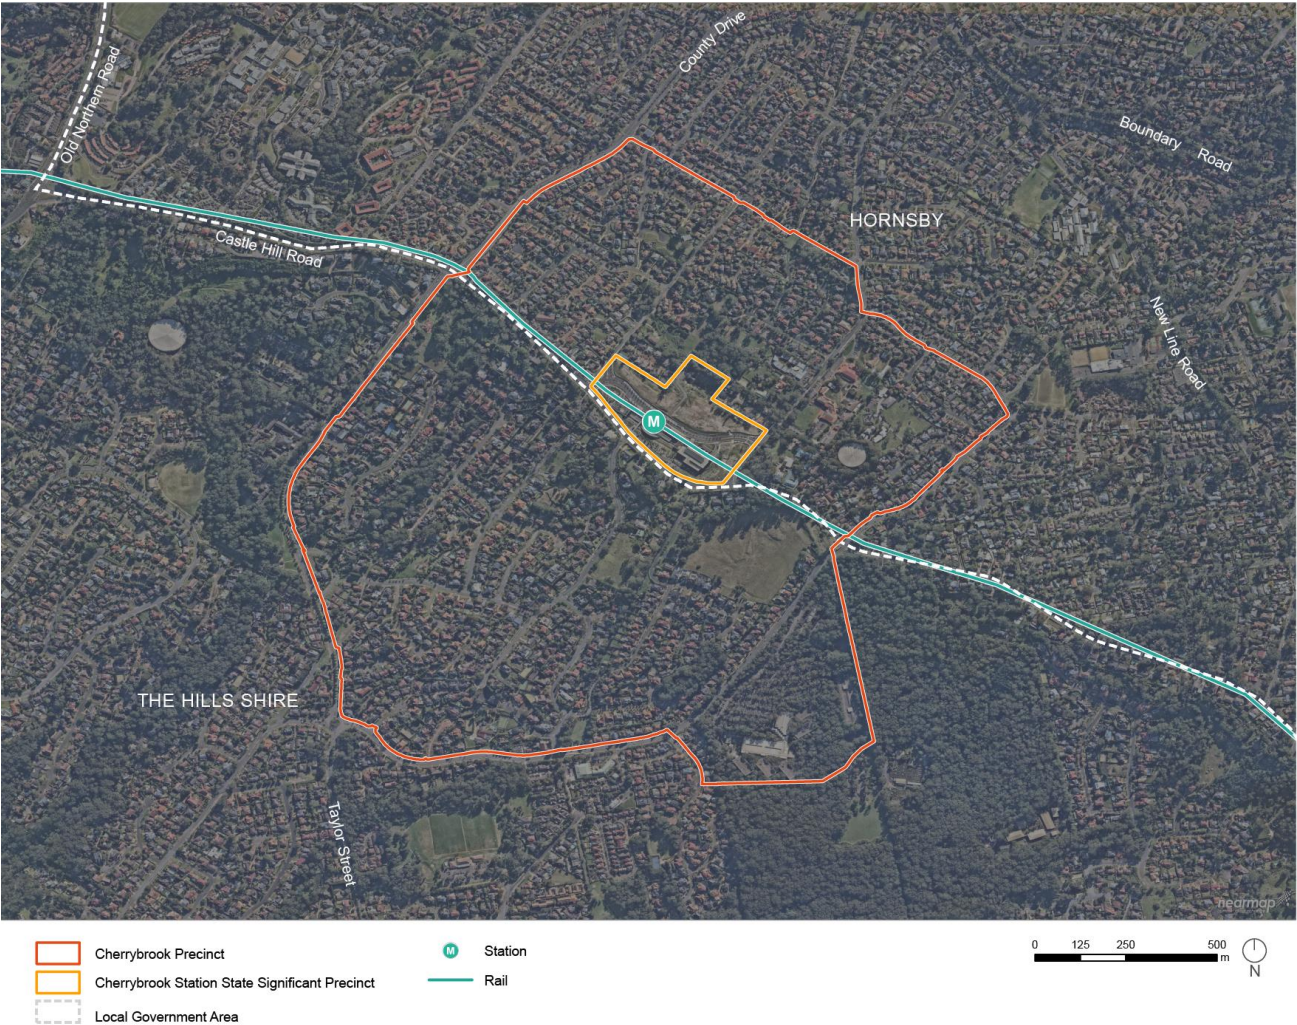 County Drive
Old Northern Road
Boundary Road
HORNSBY
Castle Hill Road
New Line Road
M
THE HILLS SHIRE
Taylor Street
nearmap
Cherrybrook Precinct
M Station
0 125 250 500 m
Cherrybrook Station State Significant Precinct
Rail
N
Local Government Area